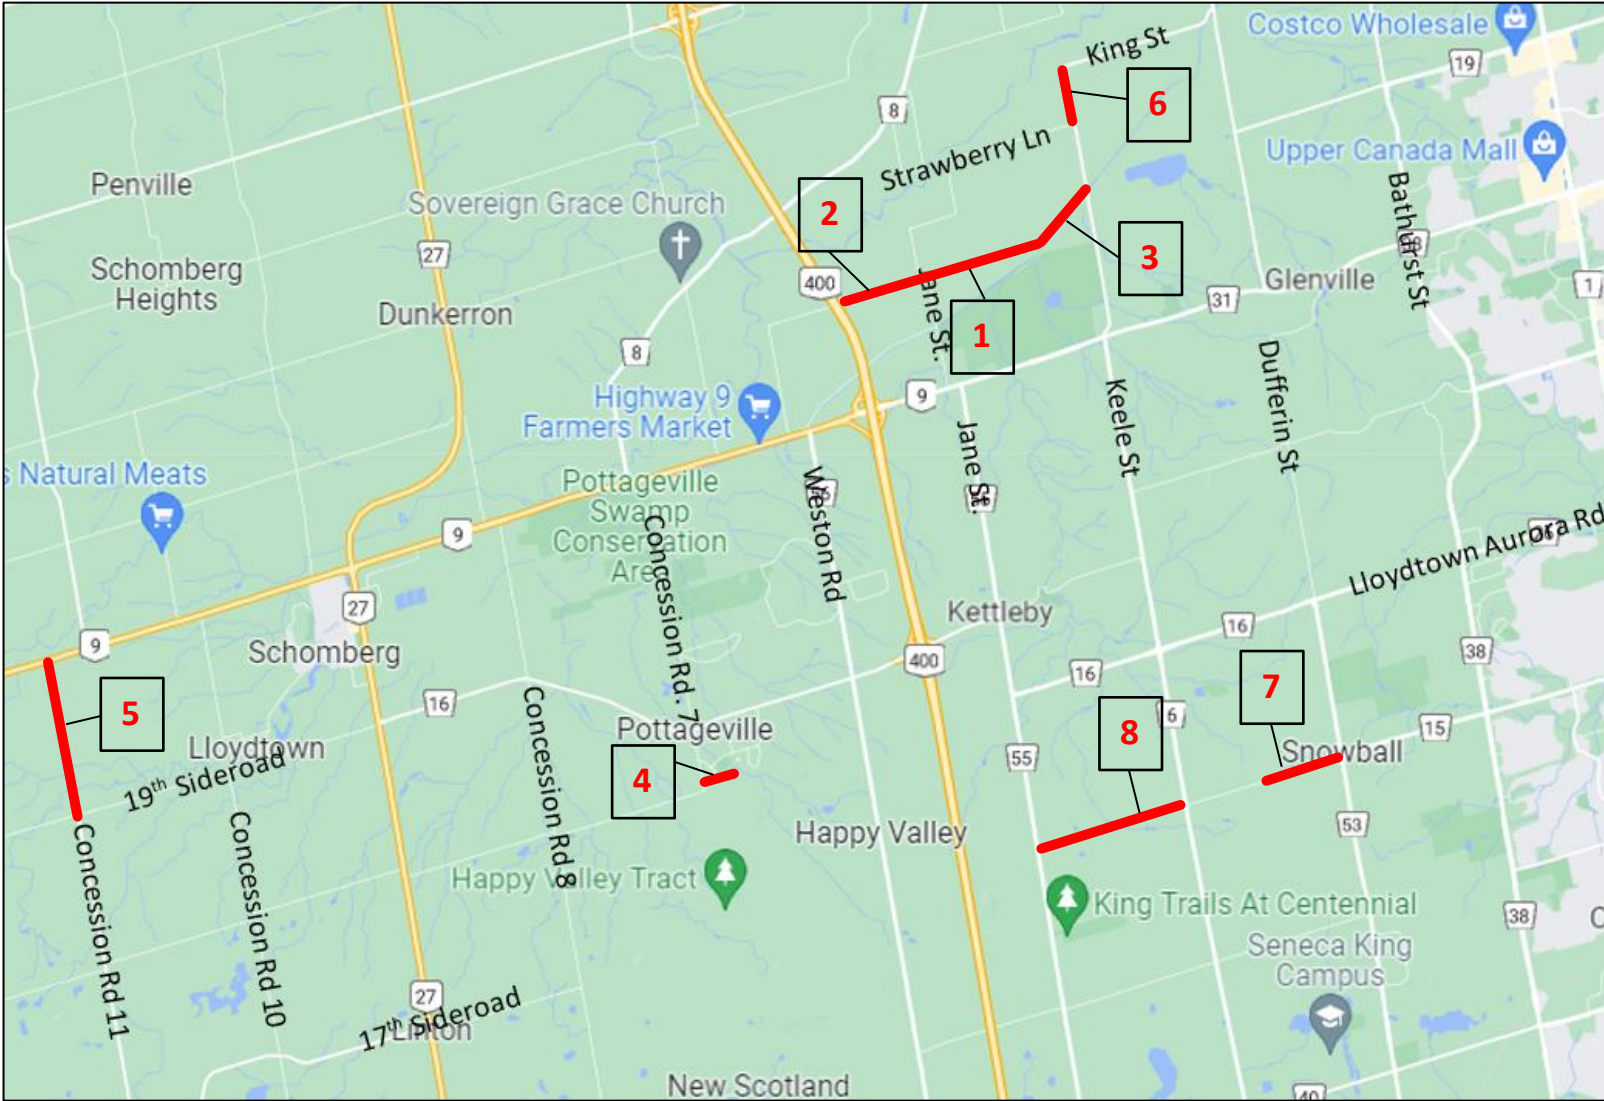 Costco Wholesale
King St
19
6
8
Strawberry Ln
Upper Canada Mall
Penville
Sovereign Grace Church
2
Bathurst St
27
3
Schomberg
Heights
400
Glenville
1
Jane St.
31
Dunkerron
1
8
Dufferin St
Highway 9
Farmers Market
9
Keele St
Jane St.
s Natural Meats
Pottageville
Swamp
Conservation
Area
Weston Rd
9
Concession Rd. 7
Lloydtown Aurora Rd
27
Kettleby
16
9
Schomberg
400
38
16
5
16
Concession Rd 8
7
6
8
Pottageville
15
Lloydtown
Snowball
55
19th Sideroad
4
Concession Rd 10
Concession Rd 11
Happy Valley
53
Happy Valley Tract
King Trails At Centennial
38
Seneca King
Campus
27
17th Sideroad
Linton
New Scotland
40